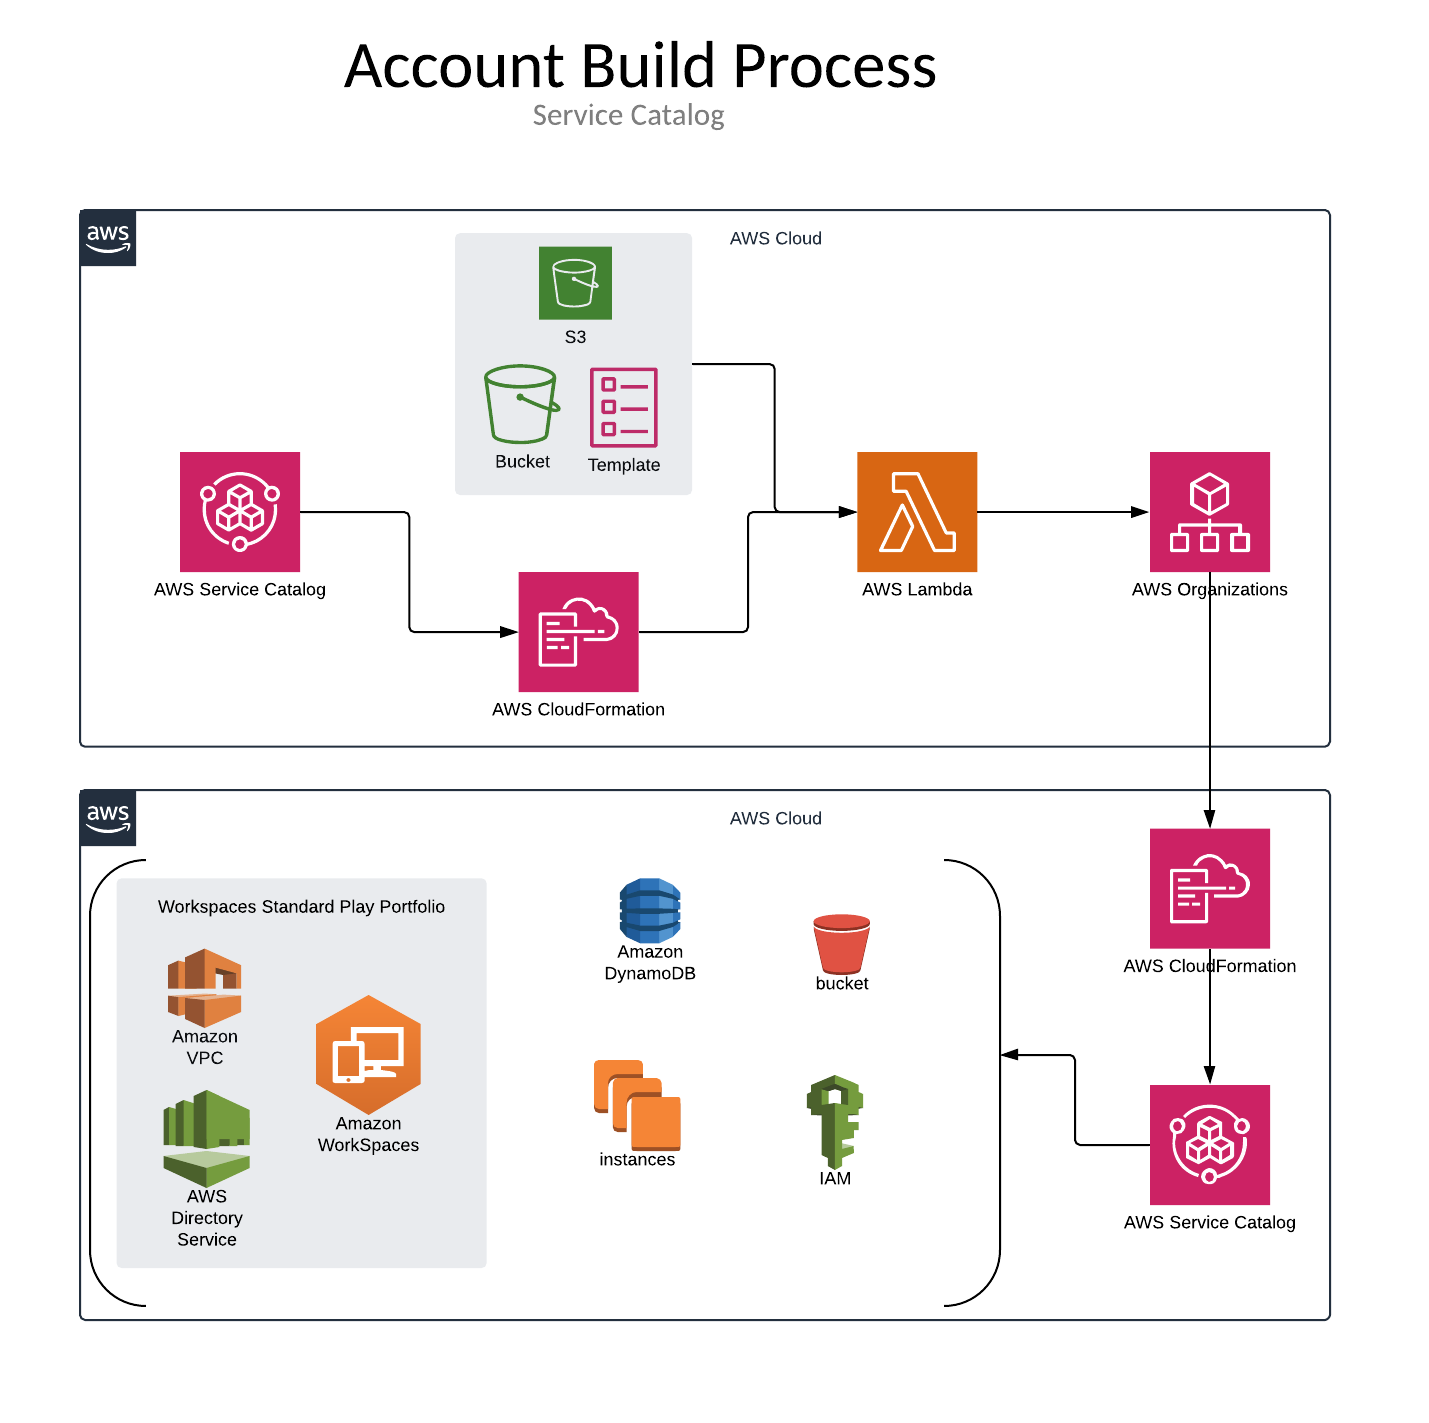 Account Build Process
Service Catalog
aws
AWS Cloud
S3
Bucket
Template
AWS Service Catalog
AWS Lambda
AWS Organizations
AWS CloudFormation
aws
AWS Cloud
Workspaces Standard Play Portfolio
Amazon
VPC
Amazon
WorkSpaces
AWS
Directory
Service
Amazon
DynamoDB
bucket
instances
IAM
AWS CloudFormation
AWS Service Catalog